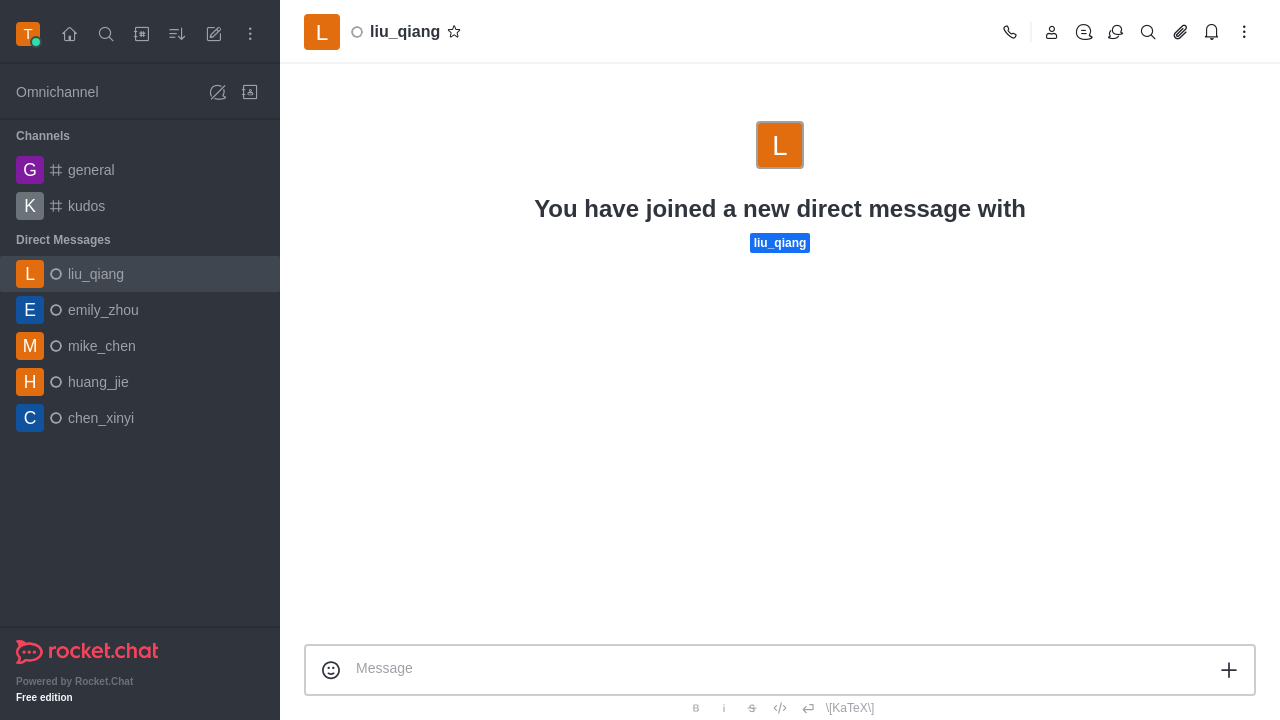 T
Omnichannel
Channels
G general
K kudos
Direct Messages
L liu_qiang
E emily_zhou
M mike_chen
H huang_jie
C chen_xinyi
rocket.chat
Powered by Rocket.Chat
Free edition
L liu_qiang
L
You have joined a new direct message with
liu_qiang
Message
B i S \[KaTeX\]